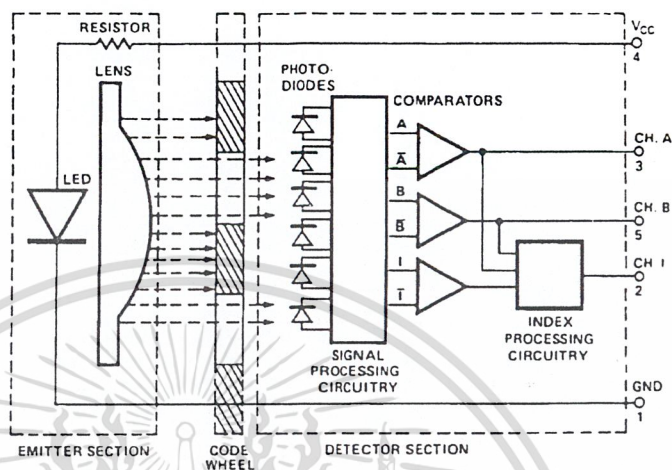 RESISTOR
LENS
LED
PHOTO-
DIODES
COMPARATORS
A
A̅
B
B̅
I
I̅
VCC
4
CH. A
3
CH. B
5
CH. I
2
INDEX
PROCESSING
CIRCUITRY
SIGNAL
PROCESSING
CIRCUITRY
GND
1
EMITTER SECTION
CODE
WHEEL
DETECTOR SECTION